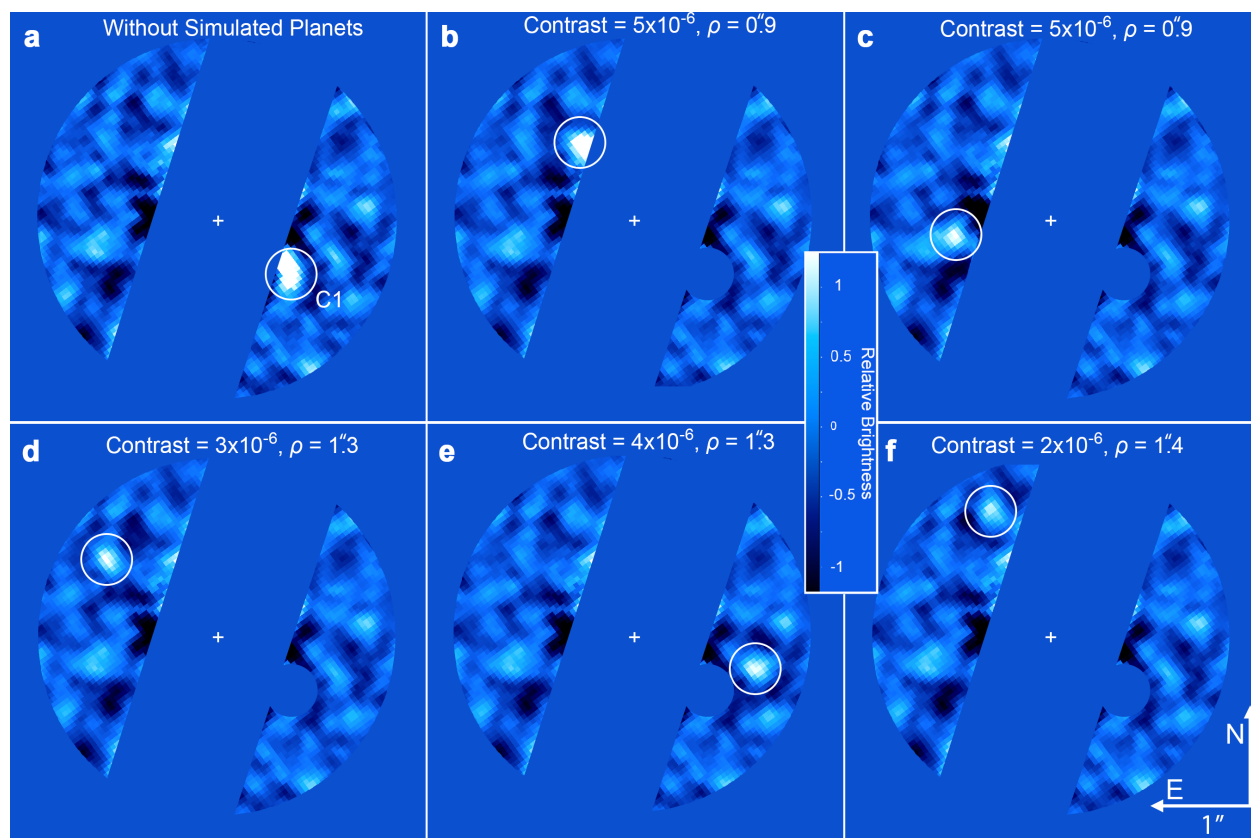 a Without Simulated Planets
C1
b Contrast = 5x10⁻⁶, ρ = 0″.9
c Contrast = 5x10⁻⁶, ρ = 0″.9
1
0.5
0
-0.5
-1
Relative Brightness
d Contrast = 3x10⁻⁶, ρ = 1″.3
e Contrast = 4x10⁻⁶, ρ = 1″.3
f Contrast = 2x10⁻⁶, ρ = 1″.4
N
E
1″